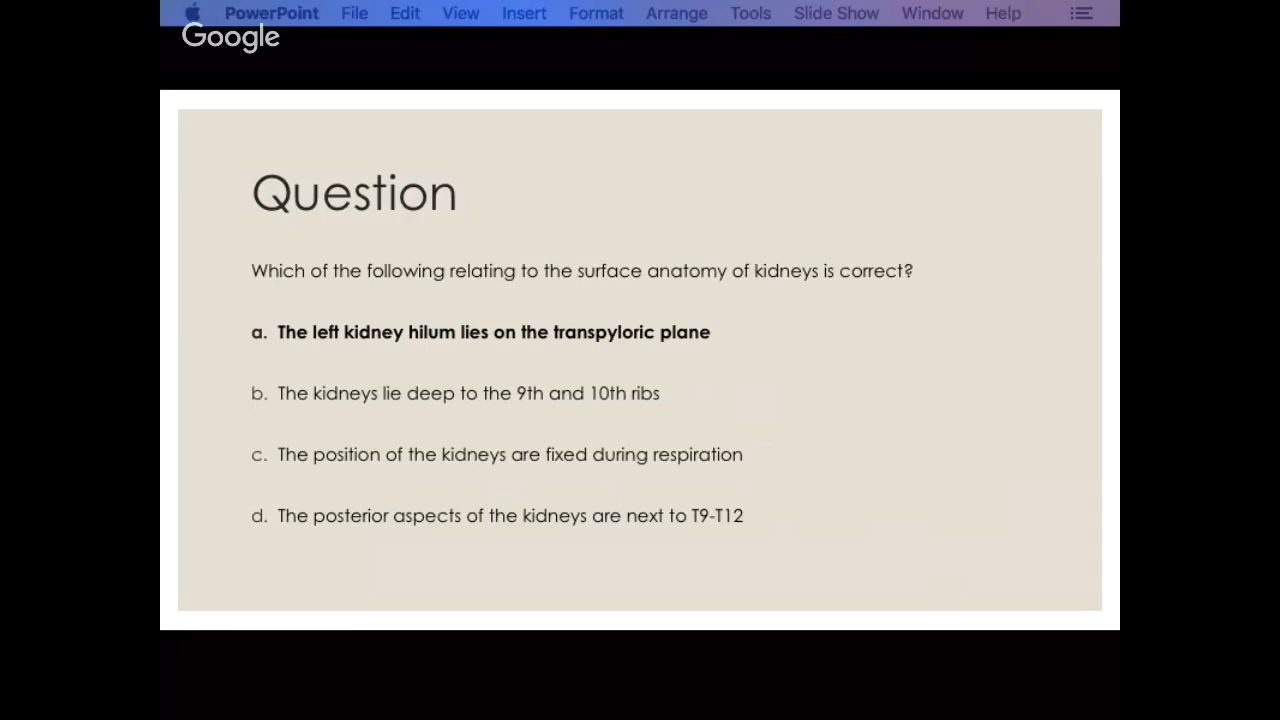 PowerPoint File Edit View Insert Format Arrange Tools Slide Show Window Help
Google
Question
Which of the following relating to the surface anatomy of kidneys is correct?
a. The left kidney hilum lies on the transpyloric plane
b. The kidneys lie deep to the 9th and 10th ribs
c. The position of the kidneys are fixed during respiration
d. The posterior aspects of the kidneys are next to T9-T12